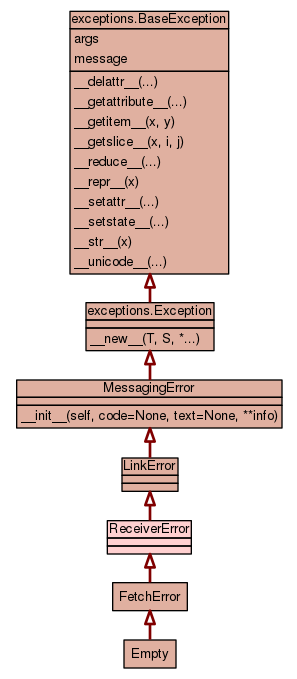 exceptions.BaseException
args
message
__delattr__(...)
__getattribute__(...)
__getitem__(x, y)
__getslice__(x, i, j)
__reduce__(...)
__repr__(x)
__setattr__(...)
__setstate__(...)
__str__(x)
__unicode__(...)
exceptions.Exception
__new__(T, S, *...)
MessagingError
__init__(self, code=None, text=None, **info)
LinkError
ReceiverError
FetchError
Empty